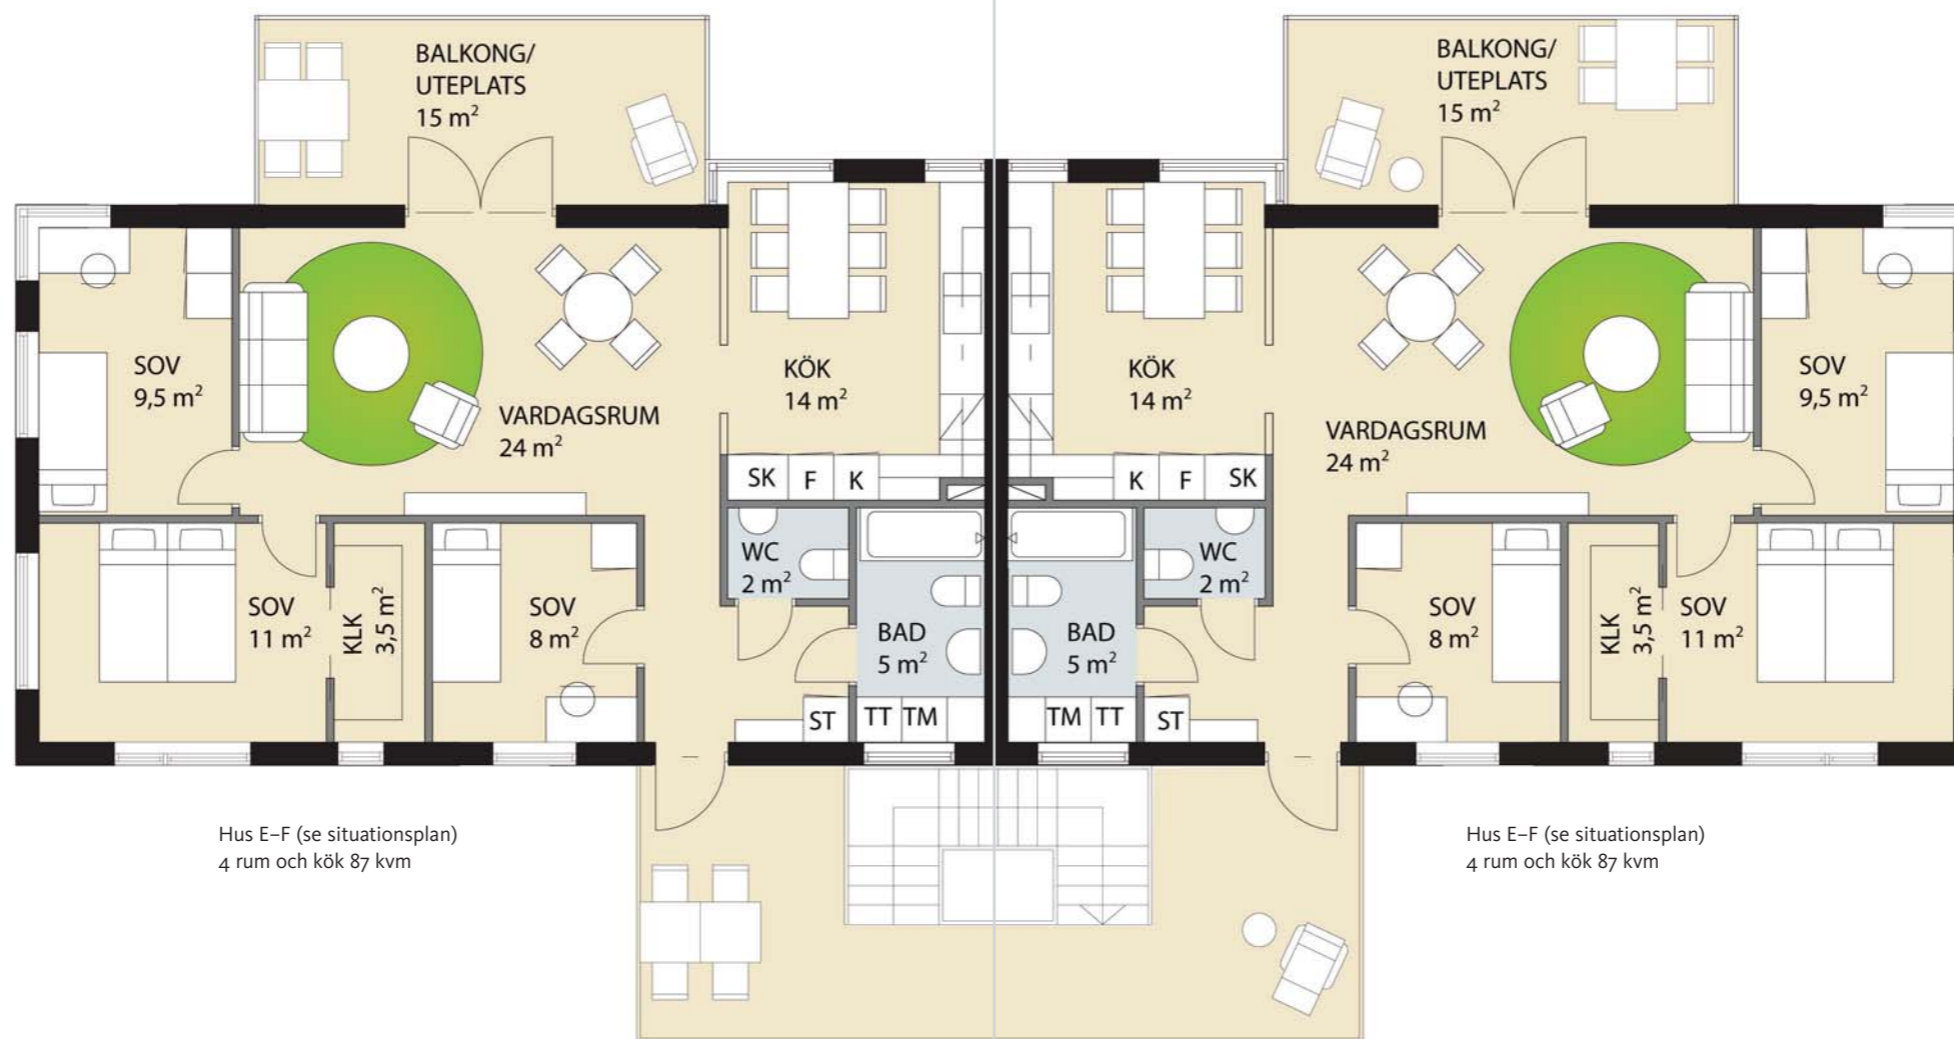 BALKONG/
UTEPLATS
15 m²
SOV
9,5 m²
VARDAGSRUM
24 m²
KÖK
14 m²
SK F K
WC
2 m²
SOV
11 m²
KLK
3,5 m²
SOV
8 m²
BAD
5 m²
ST TT TM
Hus E–F (se situationsplan)
4 rum och kök 87 kvm
BALKONG/
UTEPLATS
15 m²
KÖK
14 m²
VARDAGSRUM
24 m²
SOV
9,5 m²
K F SK
WC
2 m²
BAD
5 m²
SOV
8 m²
KLK
3,5 m²
SOV
11 m²
TM TT ST
Hus E–F (se situationsplan)
4 rum och kök 87 kvm